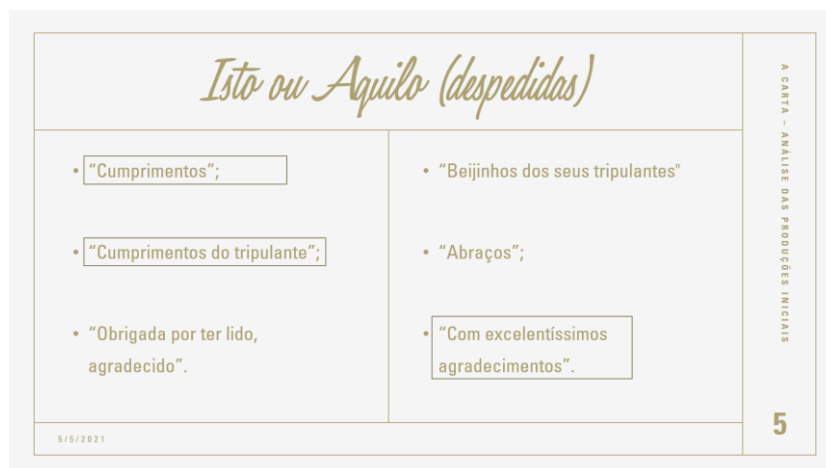 Isto ou Aquilo (despedidas)
• “Cumprimentos”;
• “Cumprimentos do tripulante”;
• “Obrigada por ter lido,
agradecido”.
• “Beijinhos dos seus tripulantes"
• “Abraços”;
• “Com excelentíssimos
agradecimentos”.
A CARTA – ANÁLISE DAS PRODUÇÕES INICIAIS
5/5/2021
5